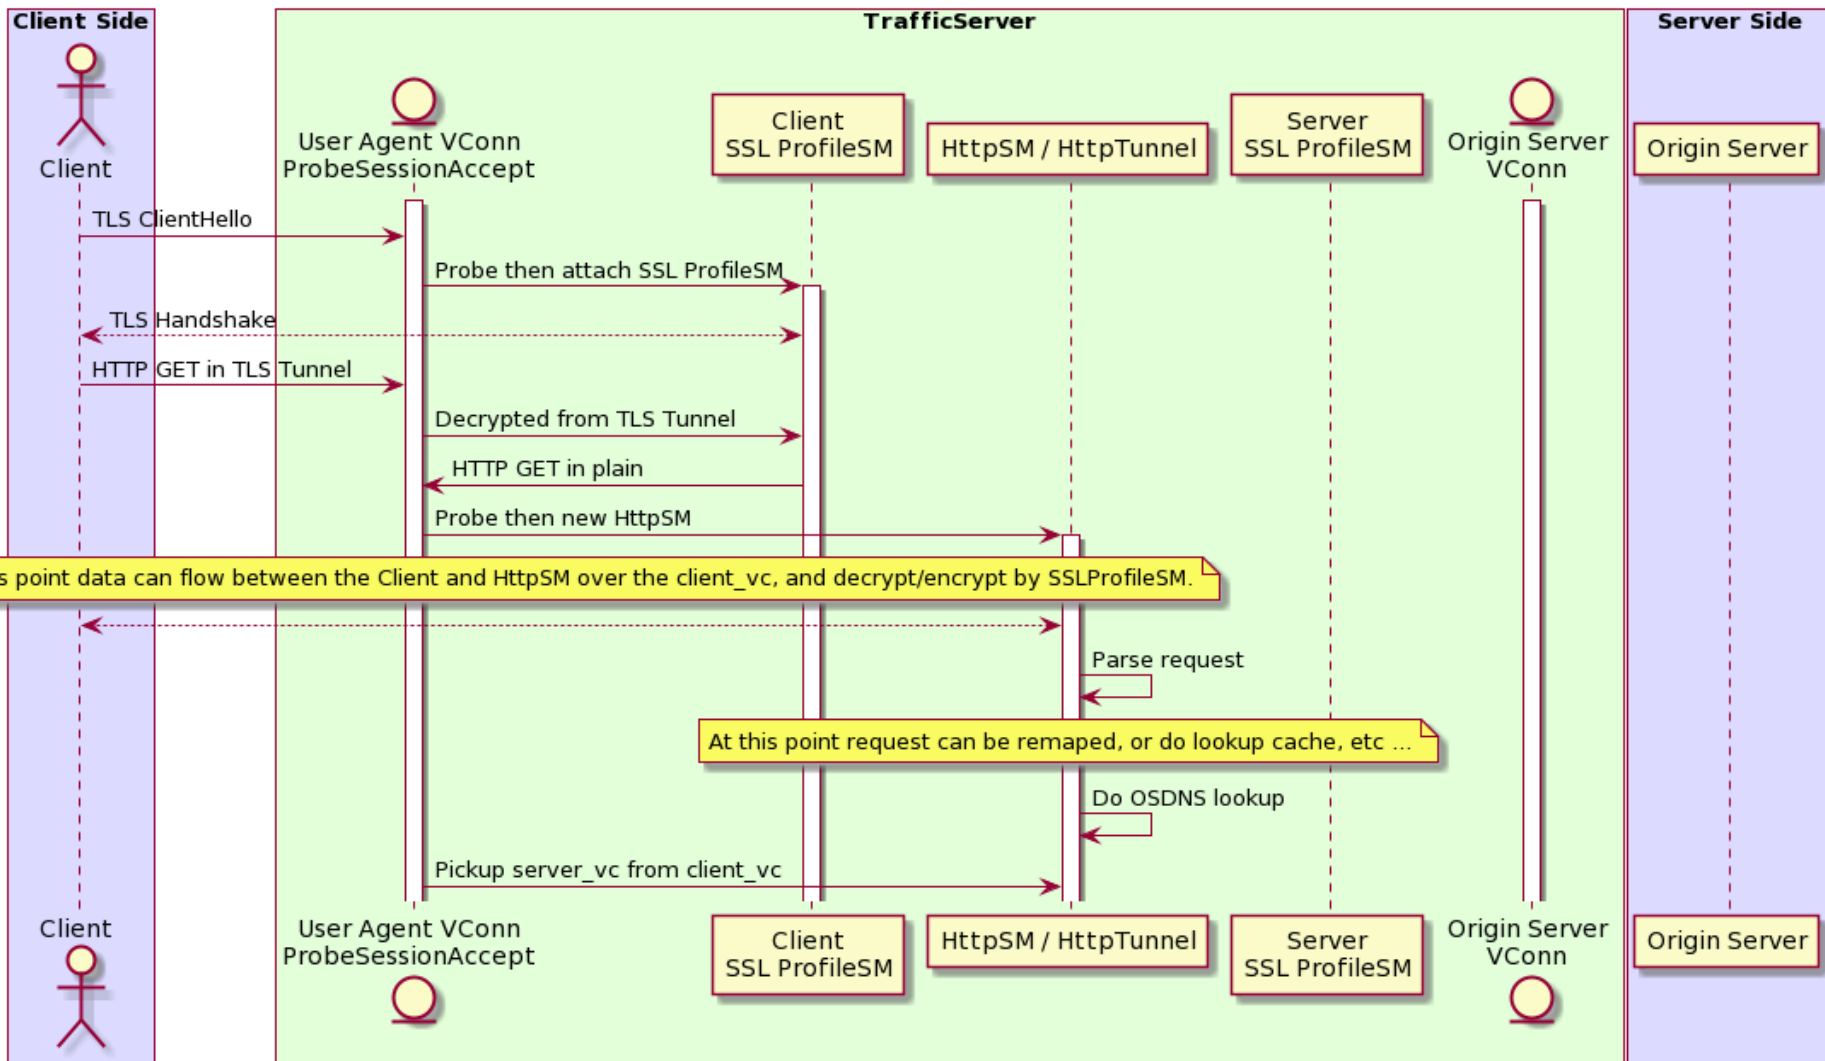 Client Side
TrafficServer
Server Side
Client
User Agent VConn
ProbeSessionAccept
Client
SSL ProfileSM
HttpSM / HttpTunnel
Server
SSL ProfileSM
Origin Server
VConn
Origin Server
TLS ClientHello
Probe then attach SSL ProfileSM
TLS Handshake
HTTP GET in TLS Tunnel
Decrypted from TLS Tunnel
HTTP GET in plain
Probe then new HttpSM
s point data can flow between the Client and HttpSM over the client_vc, and decrypt/encrypt by SSLProfileSM.
Parse request
At this point request can be remaped, or do lookup cache, etc ...
Do OSDNS lookup
Pickup server_vc from client_vc
Client
User Agent VConn
ProbeSessionAccept
Client
SSL ProfileSM
HttpSM / HttpTunnel
Server
SSL ProfileSM
Origin Server
VConn
Origin Server